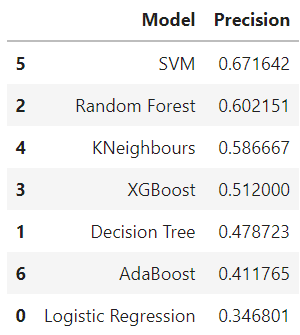 Model Precision
5 SVM 0.671642
2 Random Forest 0.602151
4 KNeighbours 0.586667
3 XGBoost 0.512000
1 Decision Tree 0.478723
6 AdaBoost 0.411765
0 Logistic Regression 0.346801